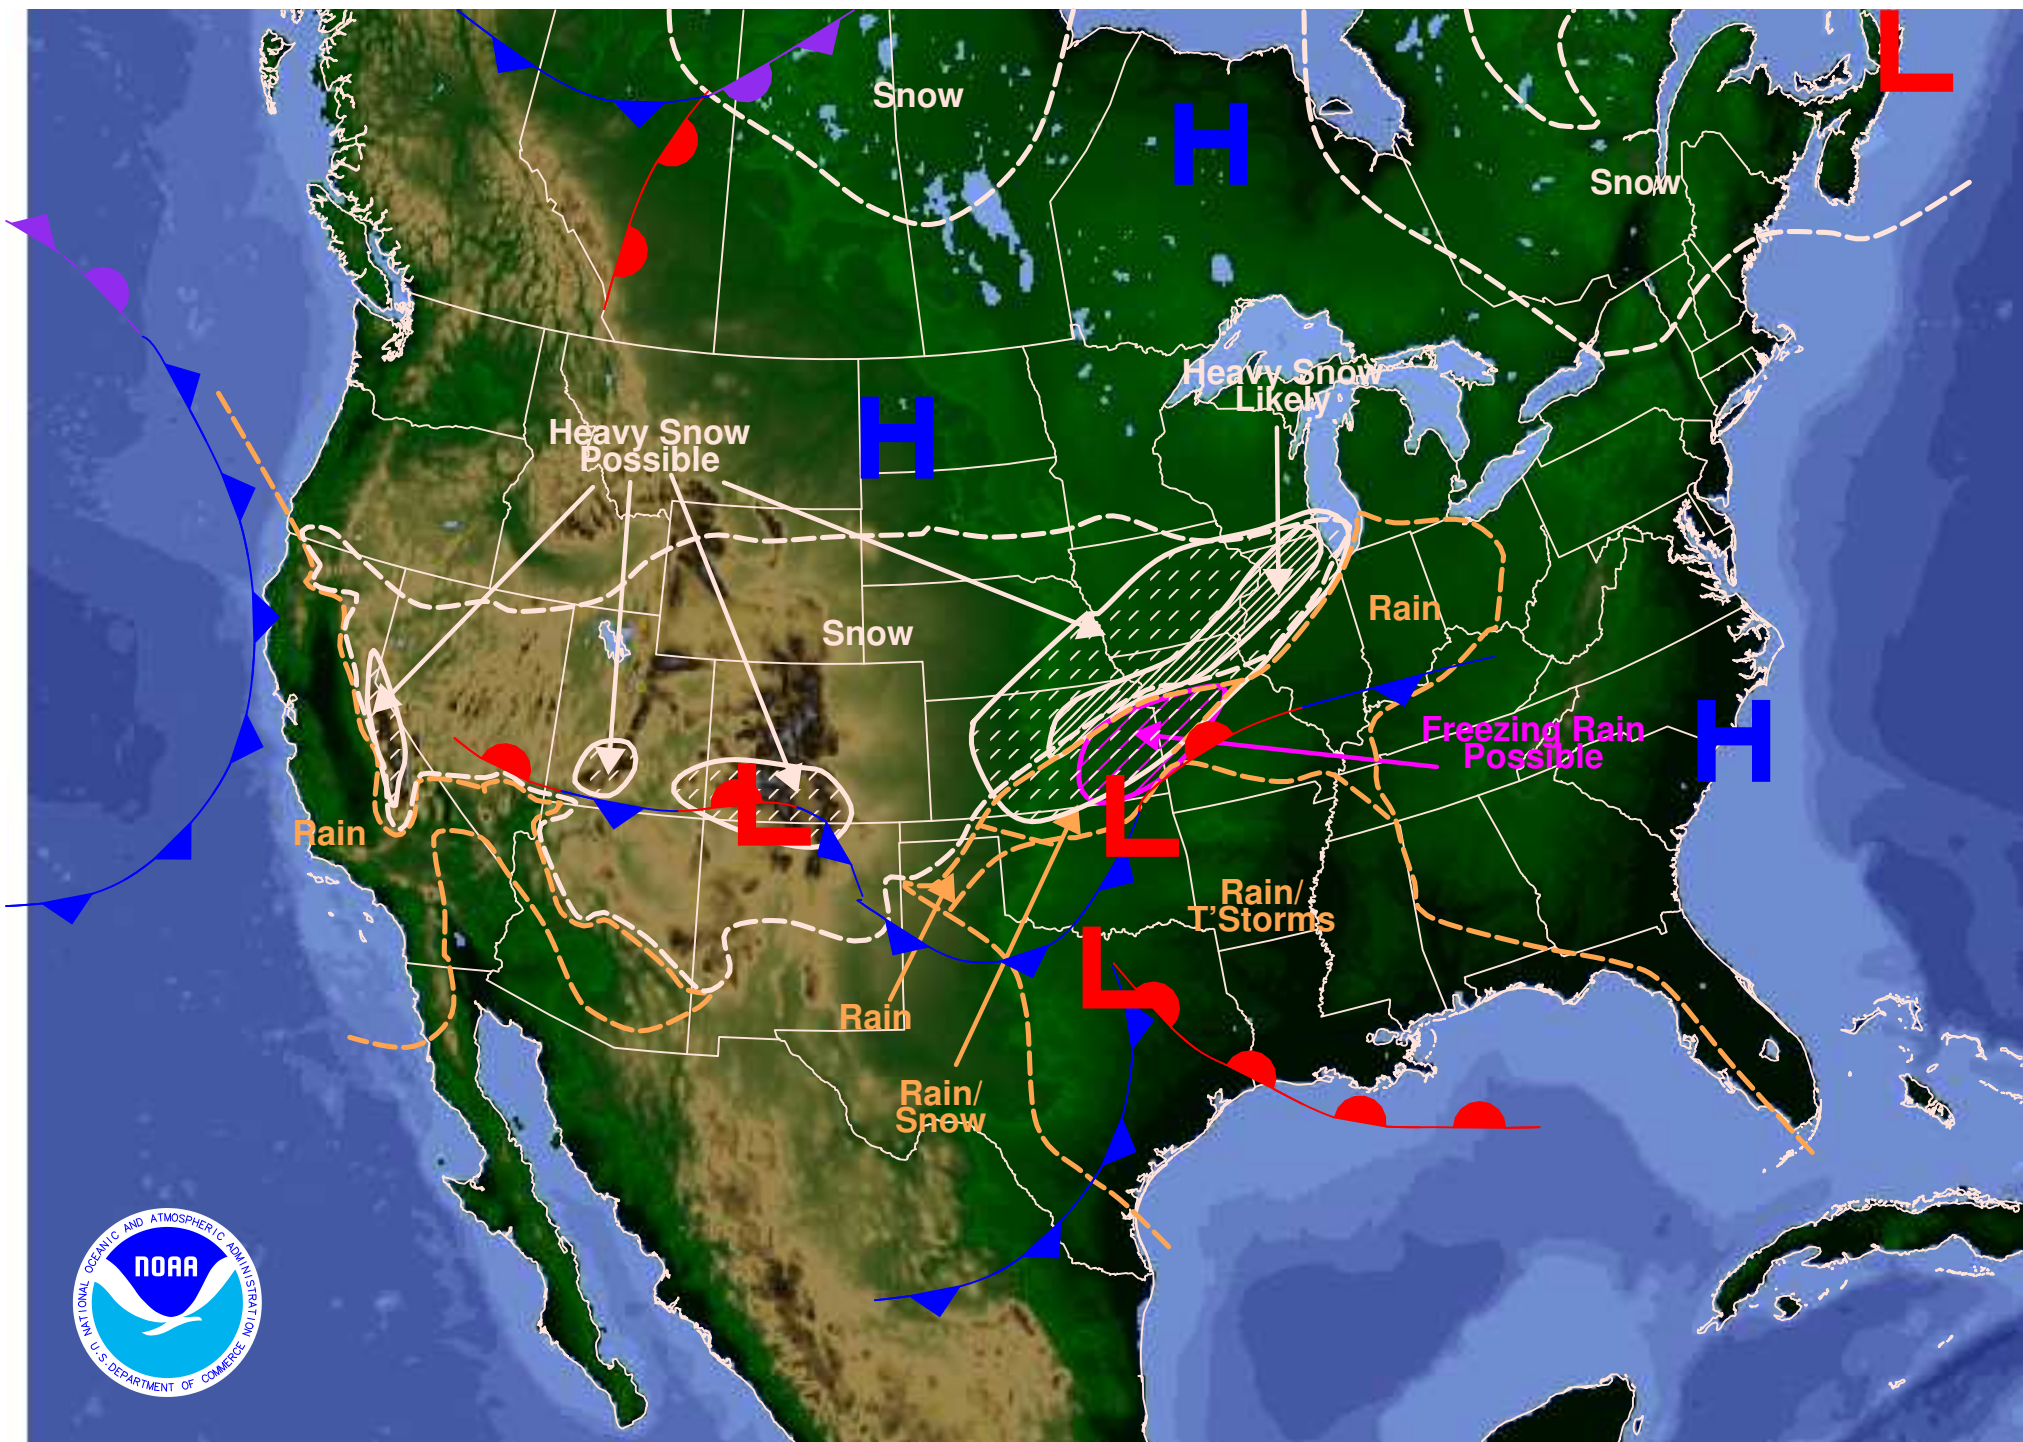 Snow
H
L
Snow
Heavy Snow
Likely
H
Heavy Snow
Possible
Snow
Rain
Freezing Rain
Possible
H
L
L
Rain
Rain/
T'Storms
L
Rain
Rain/
Snow
NATIONAL OCEANIC AND ATMOSPHERIC ADMINISTRATION
NOAA
U.S. DEPARTMENT OF COMMERCE